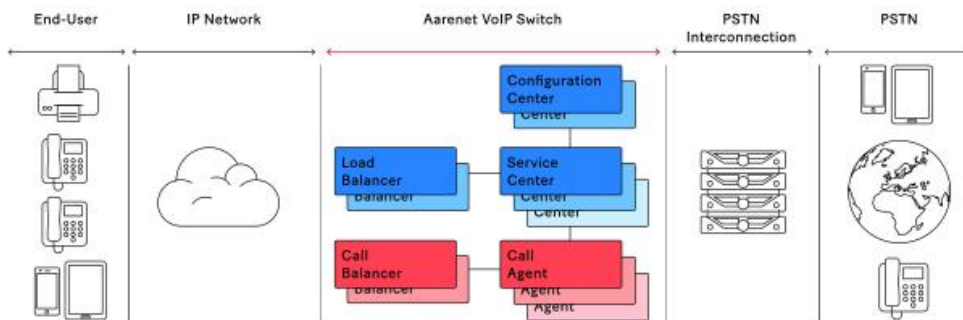 End-User
IP Network
Aarenet VoIP Switch
PSTN
Interconnection
PSTN
Configuration
Center
Center
Load
Balancer
Balancer
Service
Center
Center
Center
Call
Balancer
Balancer
Call
Agent
Agent
Agent